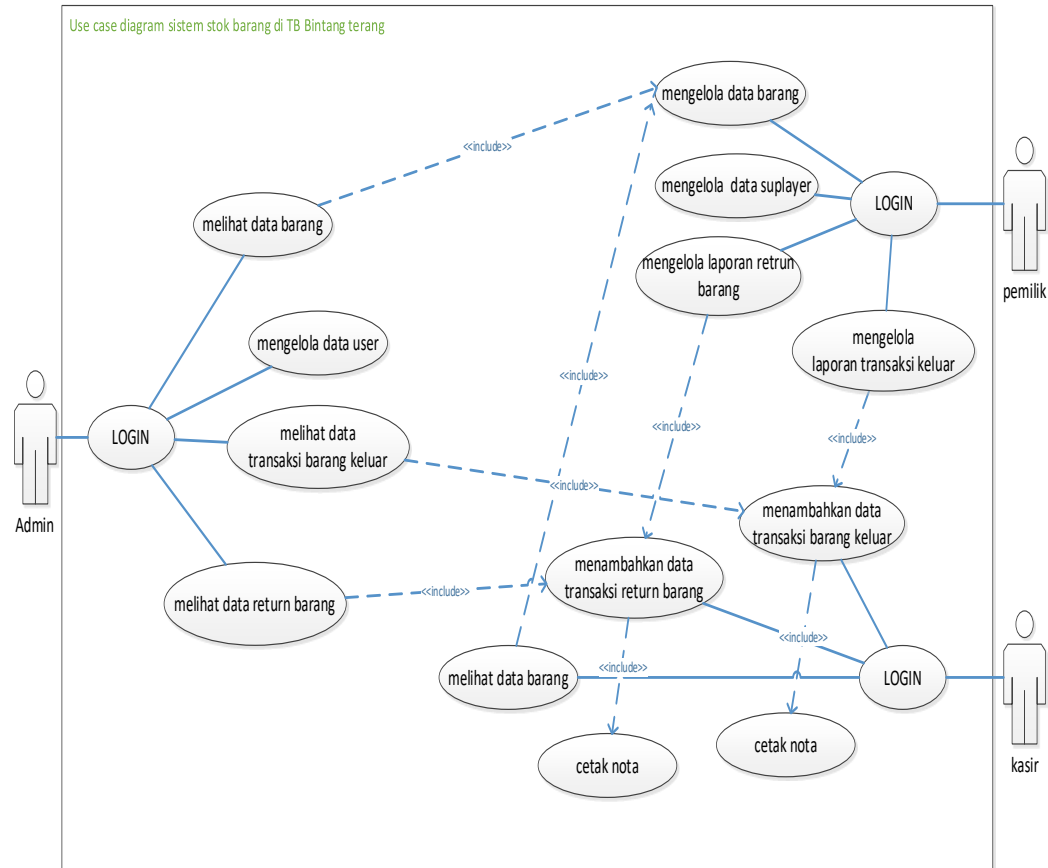 Use case diagram sistem stok barang di TB Bintang terang
mengelola data barang
<<include>>
mengelola data suplayer
LOGIN
melihat data barang
mengelola laporan retrun
barang
pemilik
mengelola data user
mengelola
laporan transaksi keluar
<<include>>
LOGIN
melihat data
transaksi barang keluar
<<include>>
<<include>>
<<include>>
Admin
menambahkan data
transaksi barang keluar
menambahkan data
transaksi return barang
<<include>>
melihat data return barang
<<include>>
<<include>>
melihat data barang
LOGIN
kasir
cetak nota
cetak nota